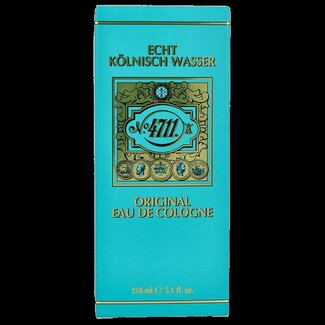 ECHT
KÖLNISCH WASSER
Nº 4711.
ORIGINAL
EAU DE COLOGNE
150 ml ℮ 5,1 fl. oz.